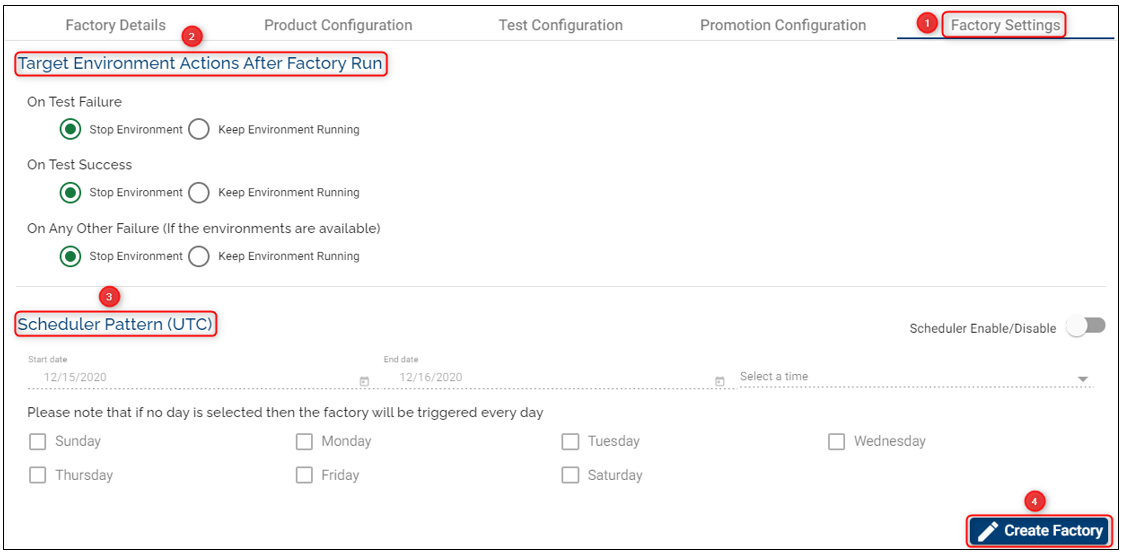 Factory Details Product Configuration Test Configuration Promotion Configuration 1 Factory Settings
2
Target Environment Actions After Factory Run
On Test Failure
Stop Environment Keep Environment Running
On Test Success
Stop Environment Keep Environment Running
On Any Other Failure (If the environments are available)
Stop Environment Keep Environment Running
3
Scheduler Pattern (UTC)
Scheduler Enable/Disable
Start date End date
12/15/2020 12/16/2020 Select a time
Please note that if no day is selected then the factory will be triggered every day
Sunday Monday Tuesday Wednesday
Thursday Friday Saturday
4
Create Factory